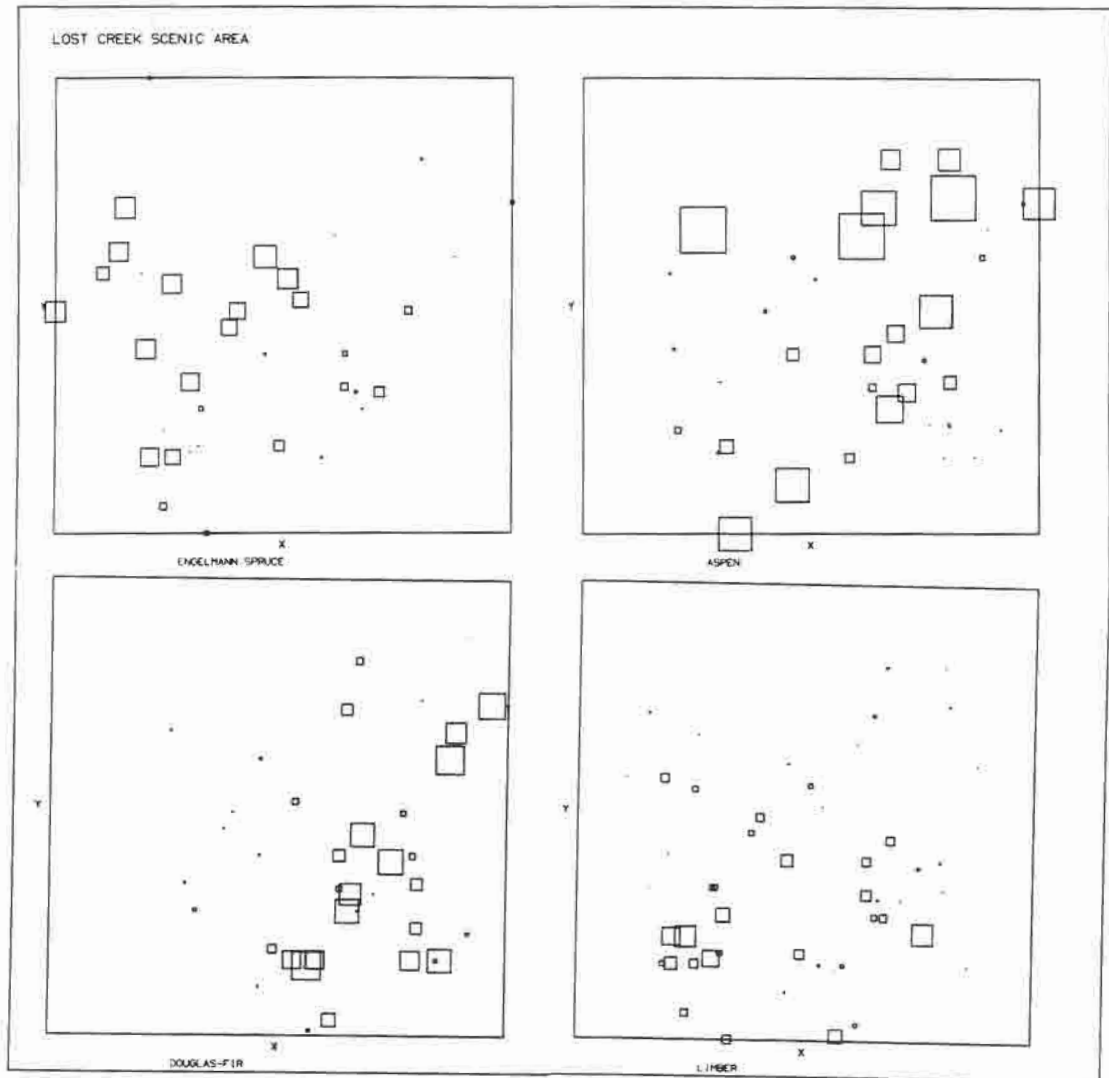 LOST CREEK SCENIC AREA
Y
X
ENGELMANN SPRUCE
Y
X
ASPEN
Y
X
DOUGLAS-FIR
Y
X
LIMBER